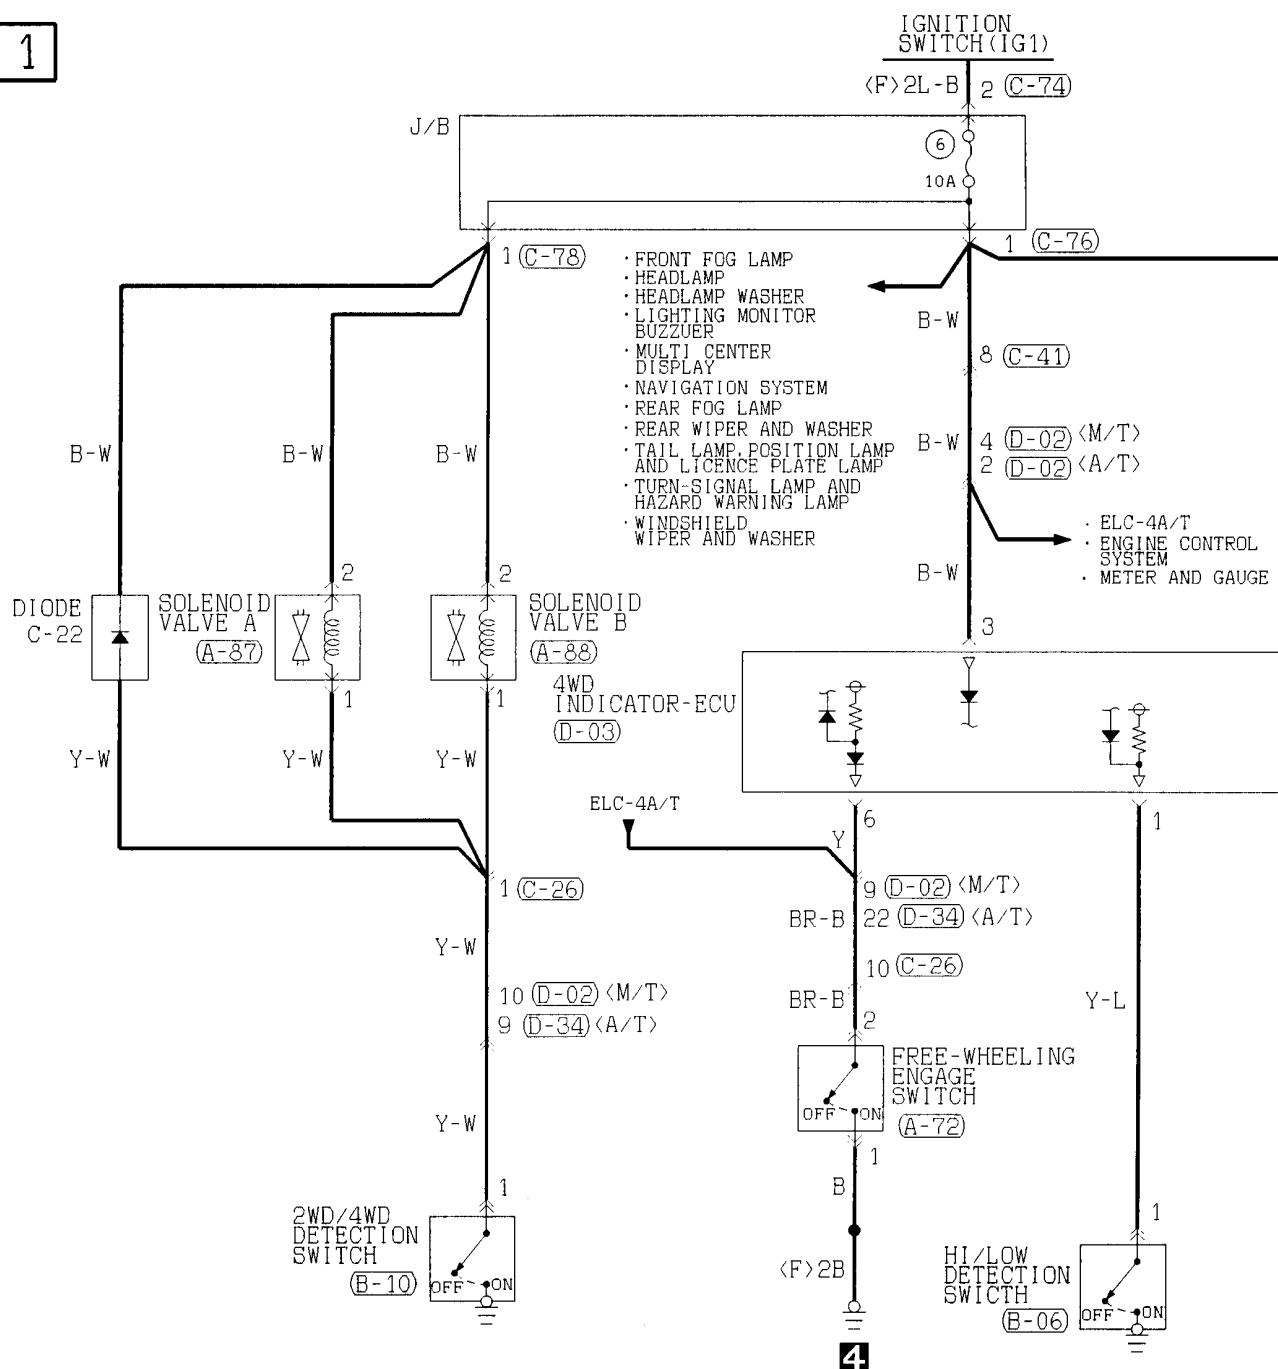 1
IGNITION
SWITCH(IG1)
<F>2L-B
2 C-74
J/B
6
10A
1 C-78
1 C-76
· FRONT FOG LAMP
· HEADLAMP
· HEADLAMP WASHER
· LIGHTING MONITOR
BUZZUER
· MULTI CENTER
DISPLAY
· NAVIGATION SYSTEM
· REAR FOG LAMP
· REAR WIPER AND WASHER
· TAIL LAMP,POSITION LAMP
AND LICENCE PLATE LAMP
· TURN-SIGNAL LAMP AND
HAZARD WARNING LAMP
· WINDSHIELD
WIPER AND WASHER
B-W
8 C-41
B-W
B-W
B-W
B-W
4 D-02 <M/T>
2 D-02 <A/T>
· ELC-4A/T
· ENGINE CONTROL
SYSTEM
· METER AND GAUGE
B-W
2
2
3
DIODE
C-22
SOLENOID
VALVE A
A-87
SOLENOID
VALVE B
A-88
1
1
4WD
INDICATOR-ECU
D-03
Y-W
Y-W
Y-W
ELC-4A/T
6
1
Y
1 C-26
9 D-02 <M/T>
BR-B
22 D-34 <A/T>
Y-W
10 C-26
10 D-02 <M/T>
9 D-34 <A/T>
BR-B
2
Y-L
FREE-WHEELING
ENGAGE
SWITCH
A-72
OFF
ON
Y-W
1
B
1
2WD/4WD
DETECTION
SWITCH
B-10
OFF
ON
<F>2B
1
HI/LOW
DETECTION
SWICTH
B-06
OFF
ON
4